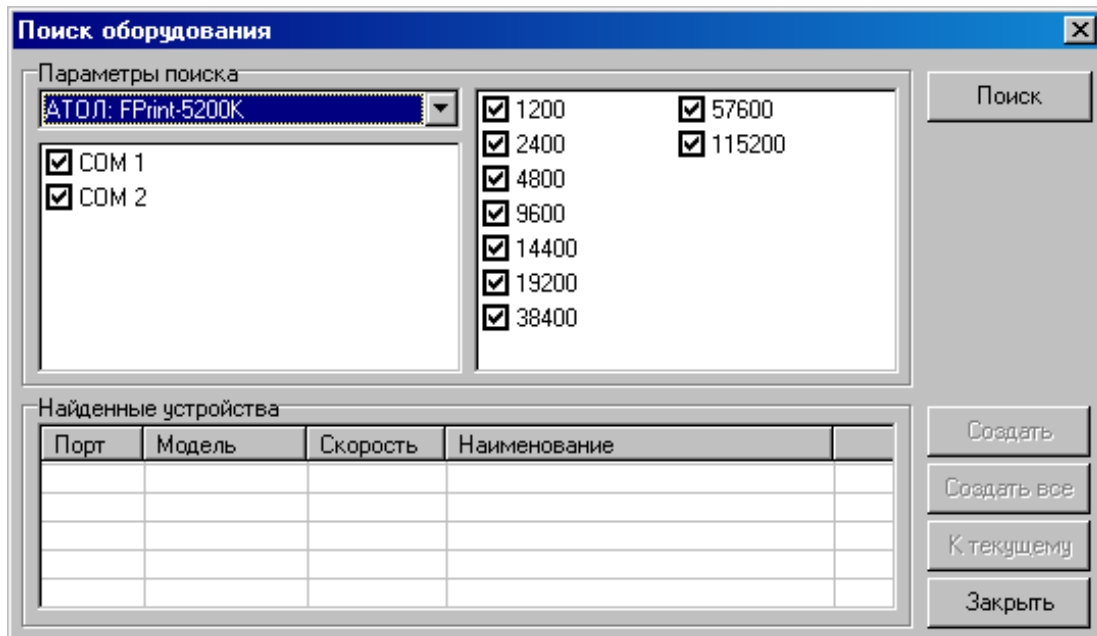 Поиск оборудования
Параметры поиска
АТОЛ: FPrint-5200K
COM 1
COM 2
1200
2400
4800
9600
14400
19200
38400
57600
115200
Поиск
Найденные устройства
Порт Модель Скорость Наименование
Создать
Создать все
К текущему
Закрыть